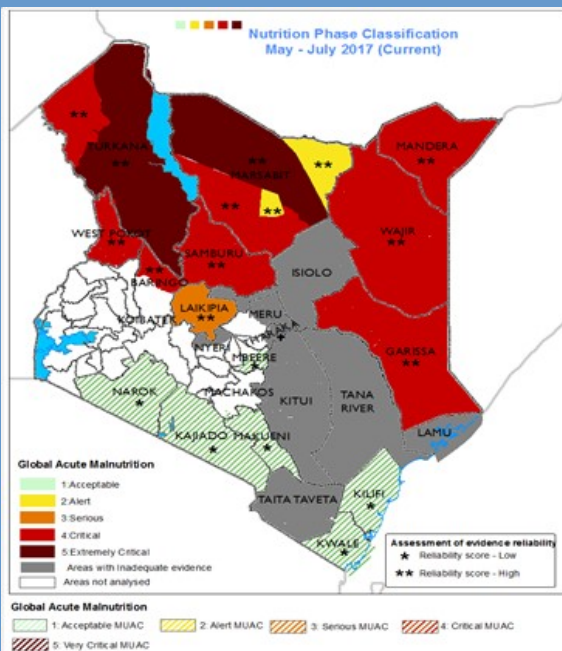 Nutrition Phase Classification
May - July 2017 (Current)
MANDERA
★★
★★
★★
TURKANA
★★
★★
MARSABIT
★★
★★
WEST POKOT
★★
WAJIR
★★
SAMBURU
★★
ISIOLO
★★
BARINGO
LAIKIPIA
★★
MERU
KOIBATEK
THARAKA
NYERI
GARISSA
★★
MBEERE
★
NAROK
★
MACHAKOS
KITUI
TANA
RIVER
MAKUENI
★
KAJIADO
★
LAMU
TAITA TAVETA
KILIFI
★
KWALE
★
Global Acute Malnutrition
1:Acceptable
2:Alert
3:Serious
4:Critical
5:Extremely Critical
Areas with Inadequate evidence
Areas not analysed
Assessment of evidence reliability
★ Reliability score - Low
★★ Reliability score - High
Global Acute Malnutrition
1: Acceptable MUAC
2: Alert MUAC
3: Serious MUAC
4: Critical MUAC
5: Very Critical MUAC